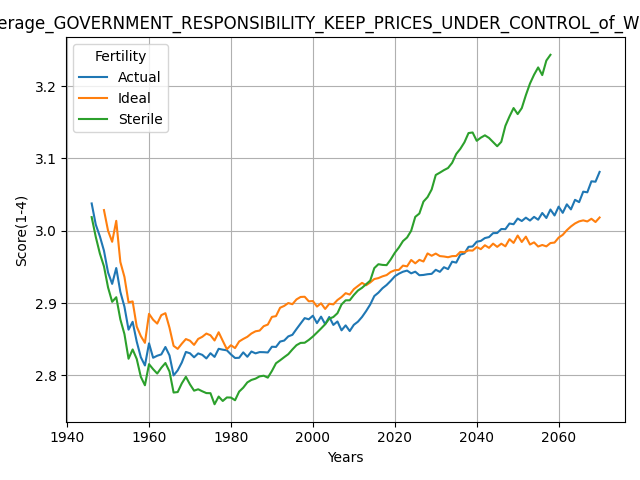 erage_GOVERNMENT_RESPONSIBILITY_KEEP_PRICES_UNDER_CONTROL_of_W
Fertility
Actual
Ideal
Sterile
Score(1-4)
3.2
3.1
3.0
2.9
2.8
1940
1960
1980
2000
2020
2040
2060
Years